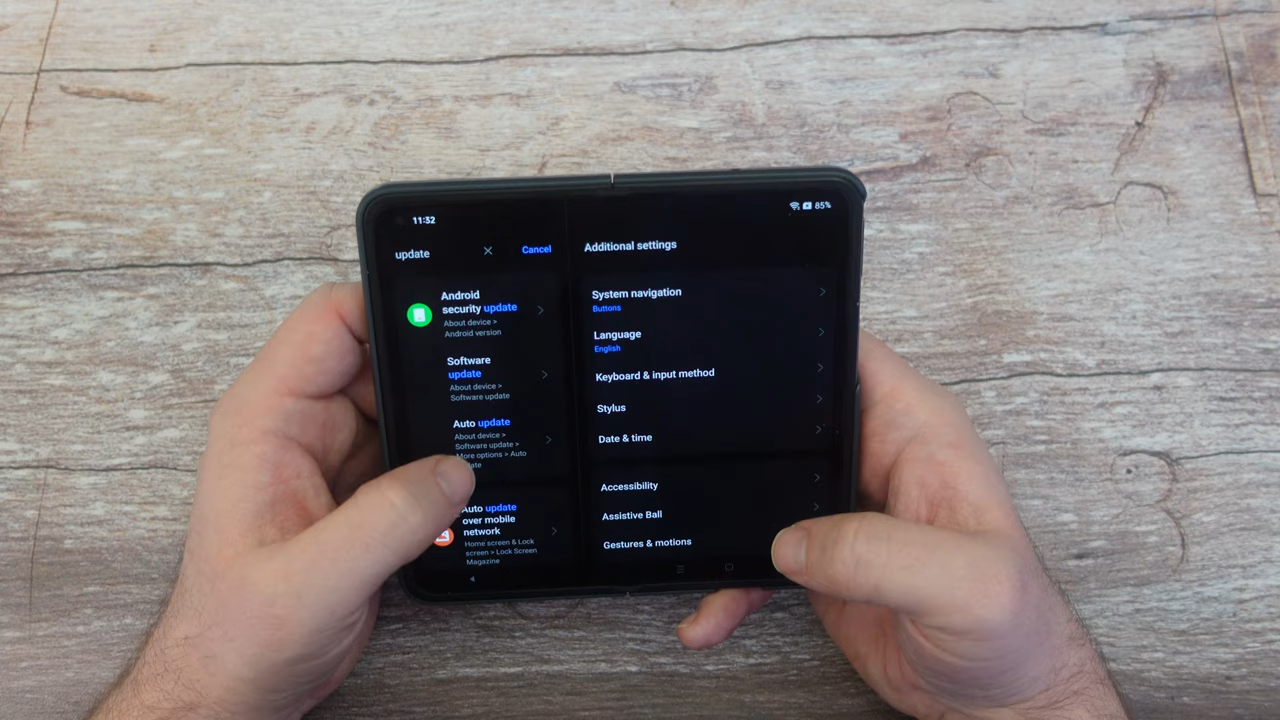 11:32
85%
update
Cancel
Android
security update
About device >
Android version
Software
update
About device >
Software update
Auto update
About device >
Software update >
More options > Auto
Auto update
over mobile
network
Home screen & Lock
screen > Lock Screen
Magazine
Additional settings
System navigation
Buttons
Language
English
Keyboard & input method
Stylus
Date & time
Accessibility
Assistive Ball
Gestures & motions